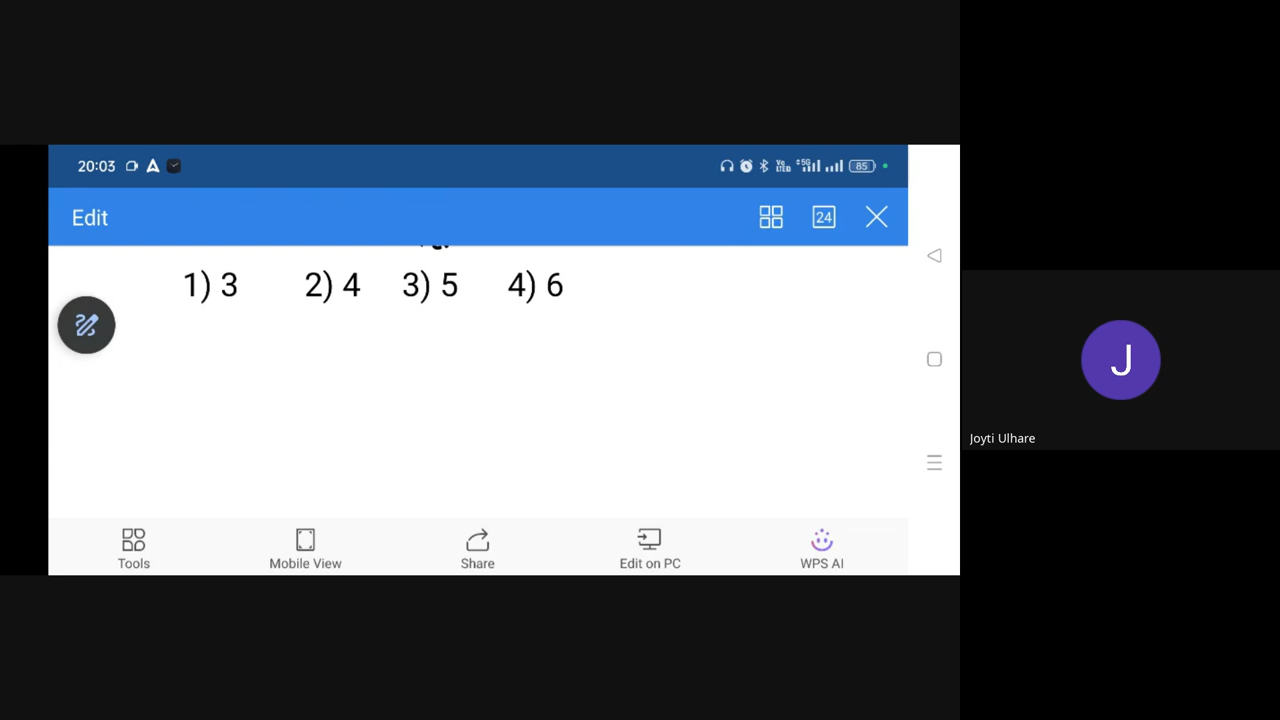 20:03 85
Edit 24
1) 3 2) 4 3) 5 4) 6
Tools Mobile View Share Edit on PC WPS AI
J
Joyti Ulhare